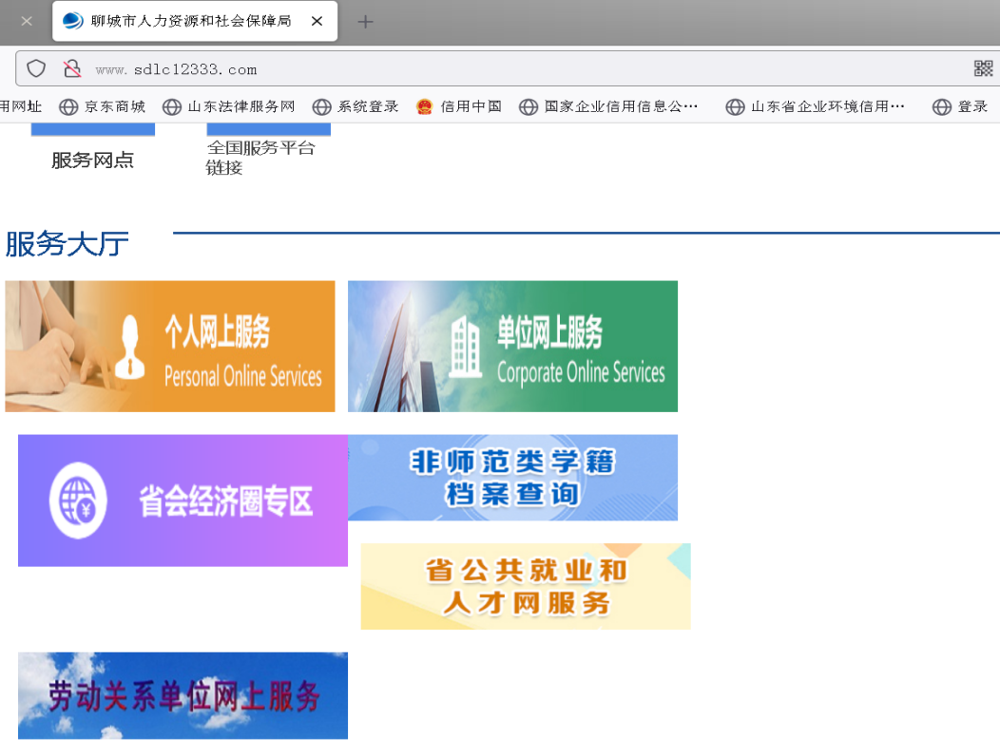 聊城市人力资源和社会保障局
www.sdlc12333.com
用网址 京东商城 山东法律服务网 系统登录 信用中国 国家企业信用信息公… 山东省企业环境信用… 登录
服务网点
全国服务平台
链接
服务大厅
个人网上服务
Personal Online Services
单位网上服务
Corporate Online Services
省会经济圈专区
非师范类学籍
档案查询
省公共就业和
人才网服务
劳动关系单位网上服务